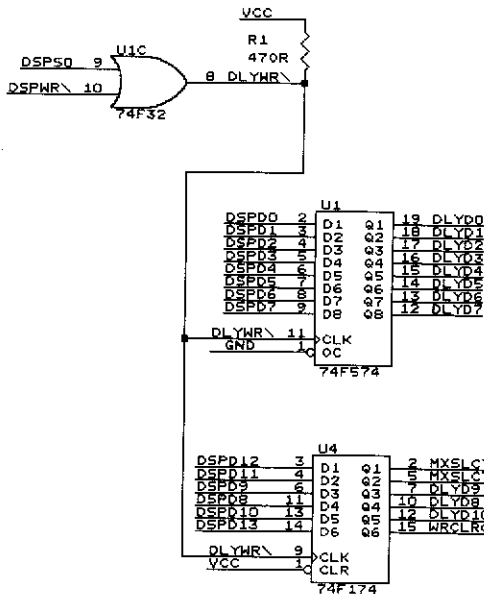 VCC
R1
470R
U1C
DSPS0 9
DSPWR\ 10
8 DLYWR\
74F32
U1
DSPD0 2 D1 Q1 19 DLYD0
DSPD1 3 D2 Q2 18 DLYD1
DSPD2 4 D3 Q3 17 DLYD2
DSPD3 5 D4 Q4 16 DLYD3
DSPD4 6 D5 Q5 15 DLYD4
DSPD5 7 D6 Q6 14 DLYD5
DSPD6 8 D7 Q7 13 DLYD6
DSPD7 9 D8 Q8 12 DLYD7
DLYWR\ 11 CLK
GND 1 OC
74F574
U4
DSPD12 3 D1 Q1 2
DSPD11 4 D2 Q2 5
DSPD9 6 D3 Q3 7 DLYD9
DSPD8 11 D4 Q4 10 DLYD8
DSPD10 13 D5 Q5 12 DLYD10
DSPD13 14 D6 Q6 15
DLYWR\ 9 CLK
VCC 1 CLR
74F174